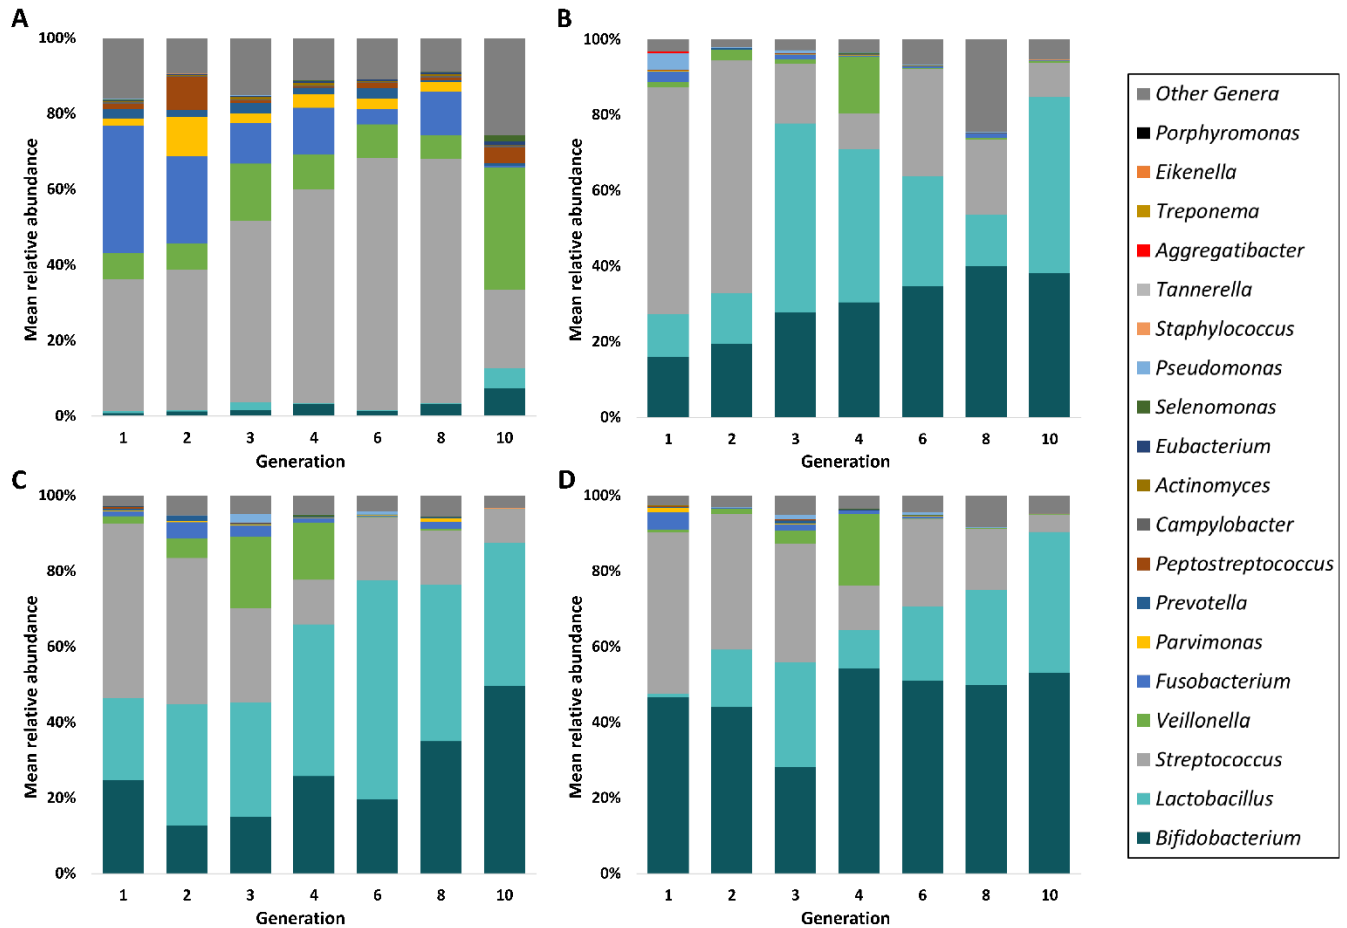 A
100%
80%
60%
40%
20%
0%
Mean relative abundance
1 2 3 4 6 8 10
Generation
B
100%
80%
60%
40%
20%
0%
Mean relative abundance
1 2 3 4 6 8 10
Generation
C
100%
80%
60%
40%
20%
0%
Mean relative abundance
1 2 3 4 6 8 10
Generation
D
100%
80%
60%
40%
20%
0%
Mean relative abundance
1 2 3 4 6 8 10
Generation
Other Genera
Porphyromonas
Eikenella
Treponema
Aggregatibacter
Tannerella
Staphylococcus
Pseudomonas
Selenomonas
Eubacterium
Actinomyces
Campylobacter
Peptostreptococcus
Prevotella
Parvimonas
Fusobacterium
Veillonella
Streptococcus
Lactobacillus
Bifidobacterium